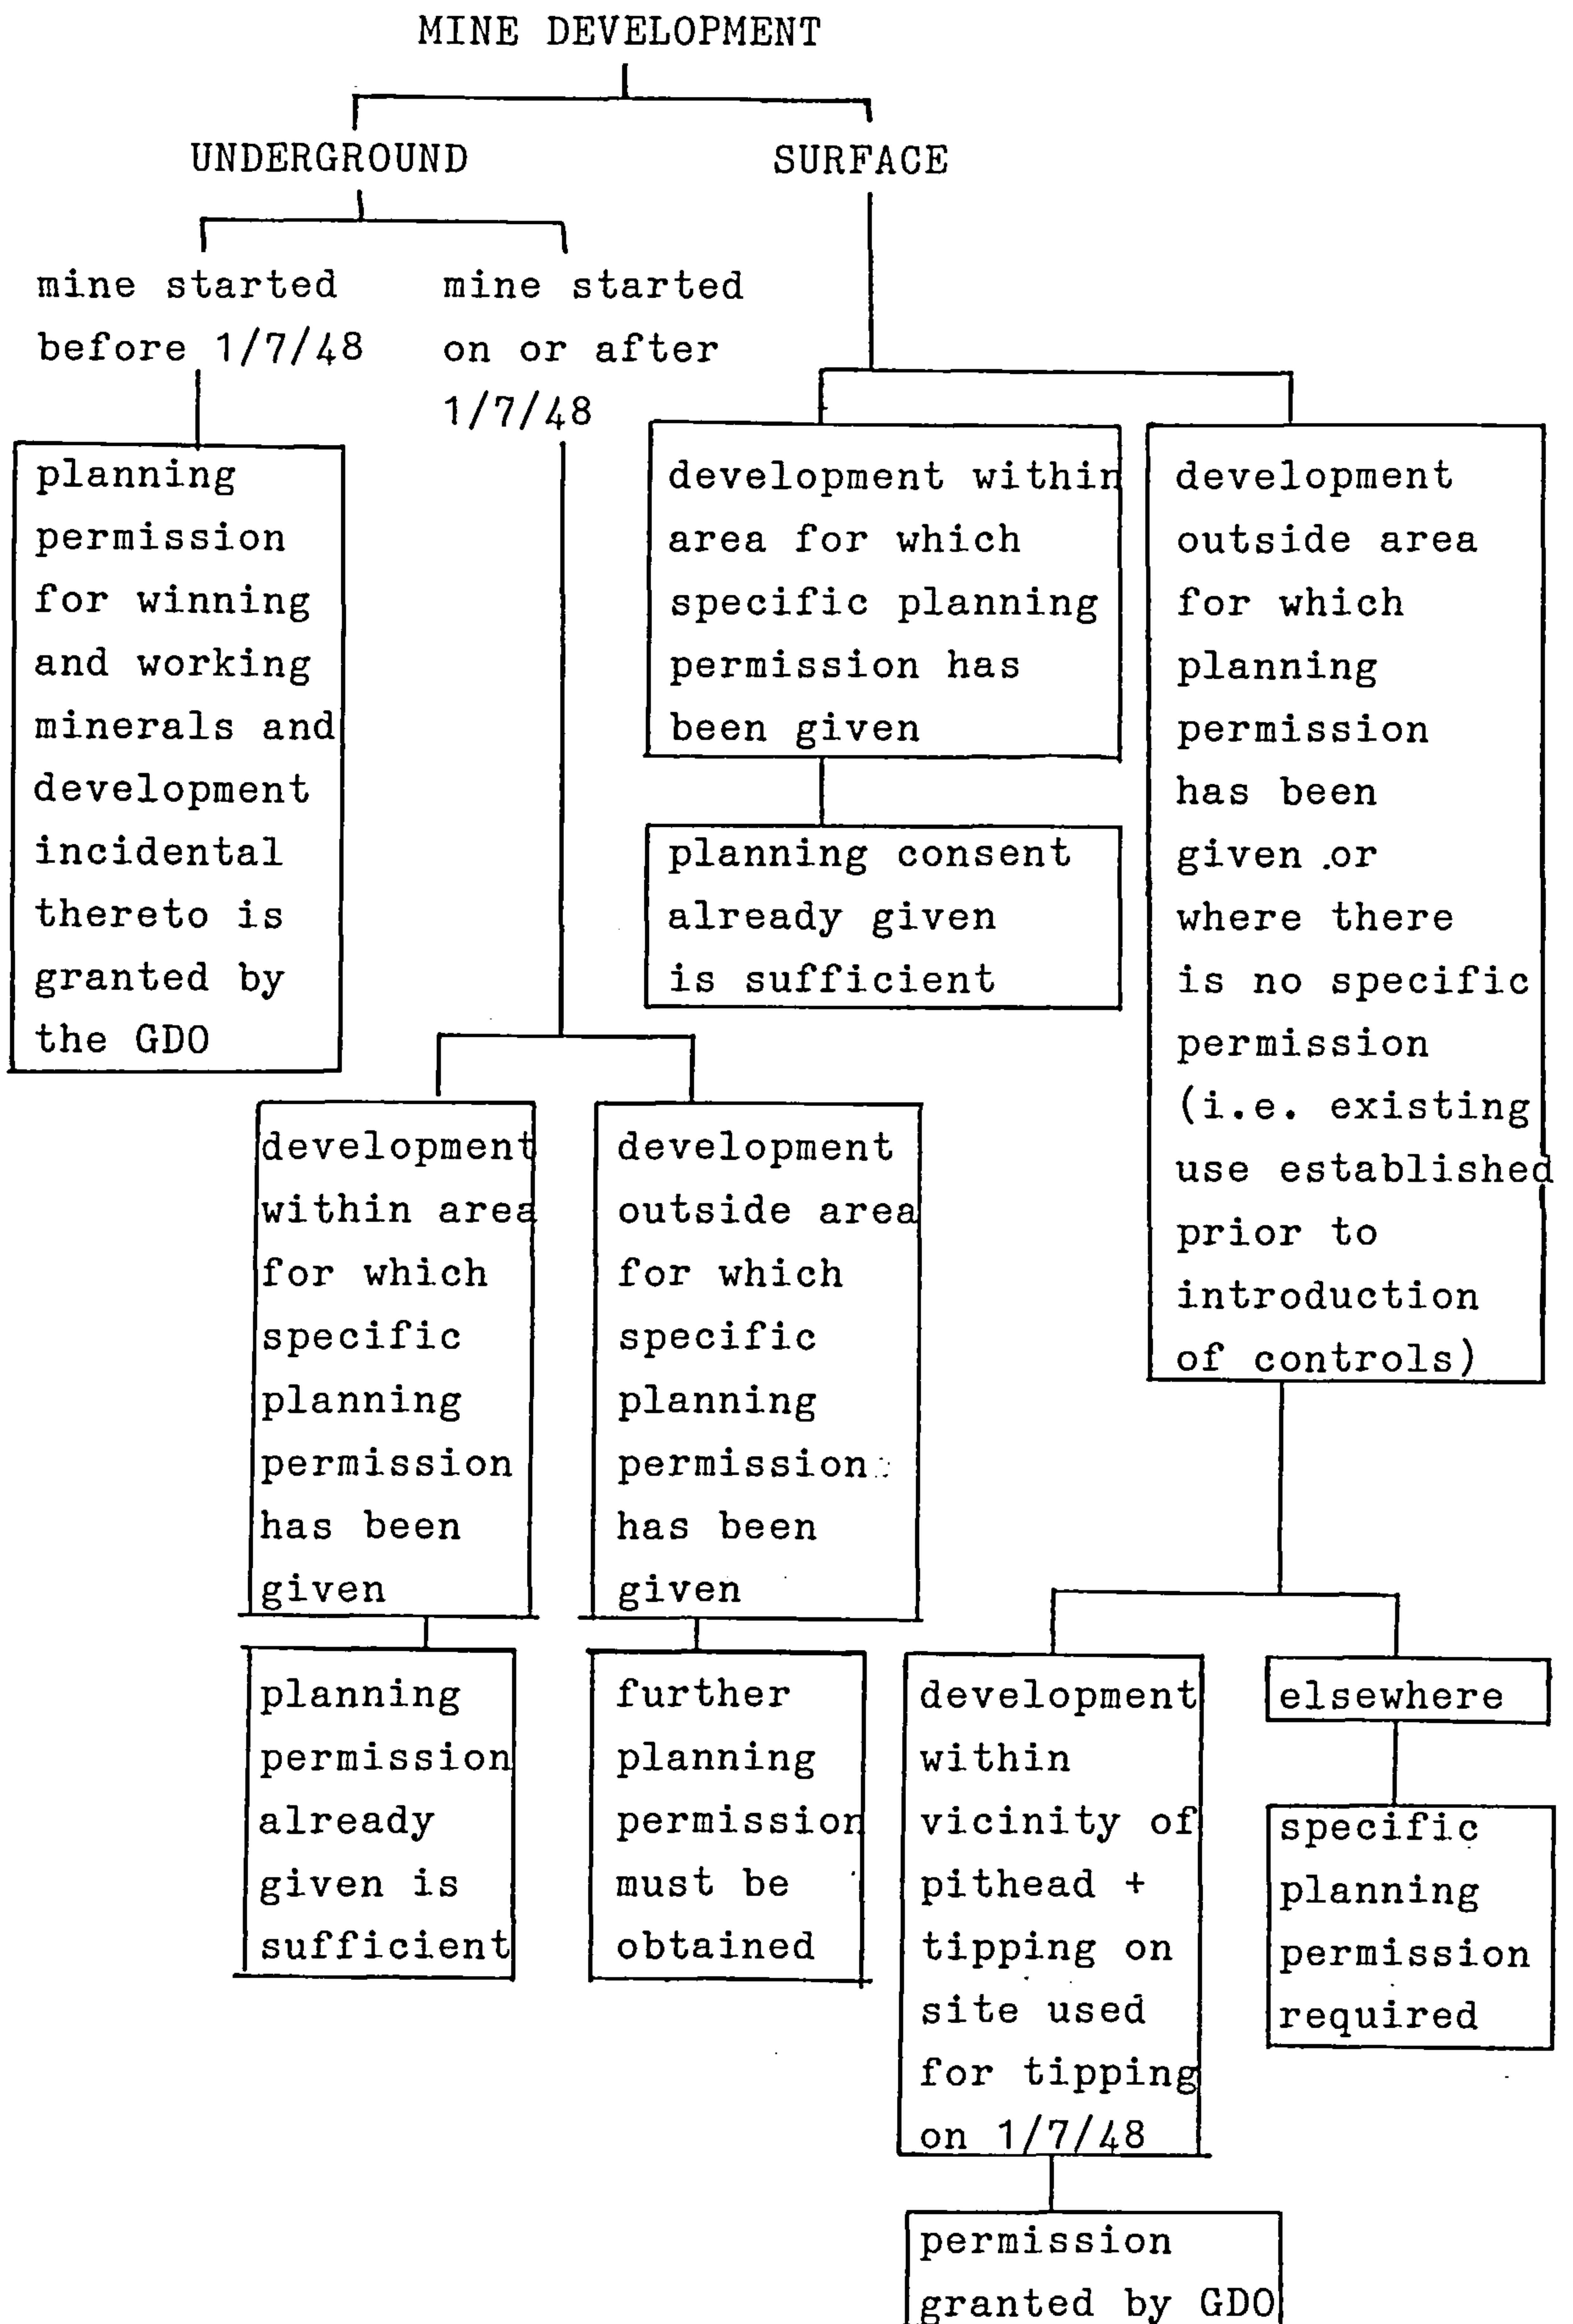 MINE DEVELOPMENT
UNDERGROUND
SURFACE
mine started
before 1/7/48
mine started
on or after
1/7/48
planning
permission
for winning
and working
minerals and
development
incidental
thereto is
granted by
the GDO
development within
area for which
specific planning
permission has
been given
planning consent
already given
is sufficient
development
outside area
for which
planning
permission
has been
given or
where there
is no specific
permission
(i.e. existing
use established
prior to
introduction
of controls)
development
within area
for which
specific
planning
permission
has been
given
development
outside area
for which
specific
planning
permission
has been
given
planning
permission
already
given is
sufficient
further
planning
permission
must be
obtained
development
within
vicinity of
pithead +
tipping on
site used
for tipping
on 1/7/48
elsewhere
specific
planning
permission
required
permission
granted by GDO